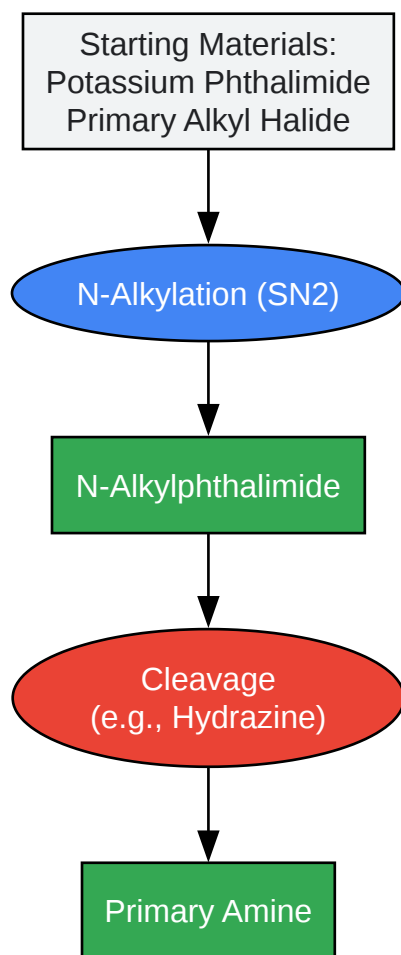 Starting Materials:
Potassium Phthalimide
Primary Alkyl Halide
N-Alkylation (SN2)
N-Alkylphthalimide
Cleavage
(e.g., Hydrazine)
Primary Amine